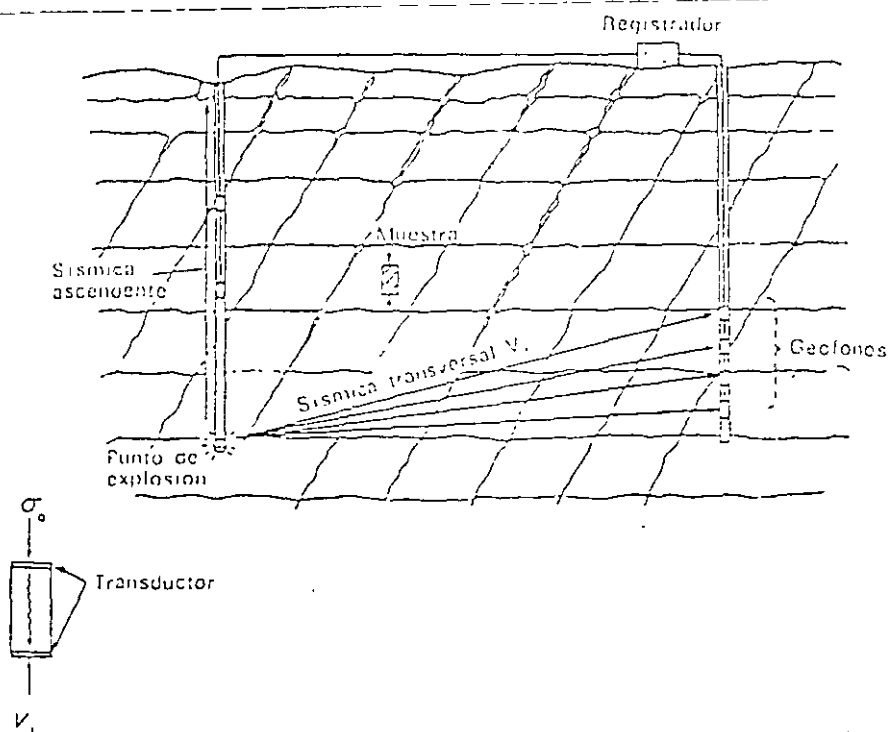 Registrador
Muestra
Sismica
ascendente
Sismica transversal V.
Geofonos
Punto de
explosion
σ
Transductor
V